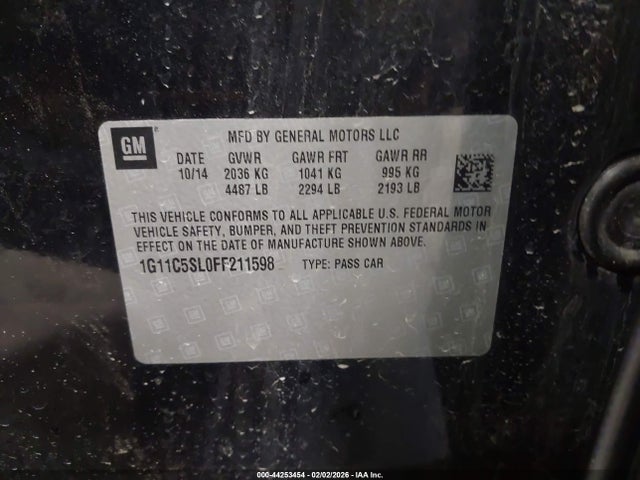 GM
MFD BY GENERAL MOTORS LLC
DATE GVWR GAWR FRT GAWR RR
10/14 2036 KG 1041 KG 995 KG
4487 LB 2294 LB 2193 LB
THIS VEHICLE CONFORMS TO ALL APPLICABLE U.S. FEDERAL MOTOR
VEHICLE SAFETY, BUMPER, AND THEFT PREVENTION STANDARDS IN
EFFECT ON THE DATE OF MANUFACTURE SHOWN ABOVE.
1G11C5SL0FF211598 TYPE: PASS CAR
000-44253454 - 02/02/2026 - IAA Inc.